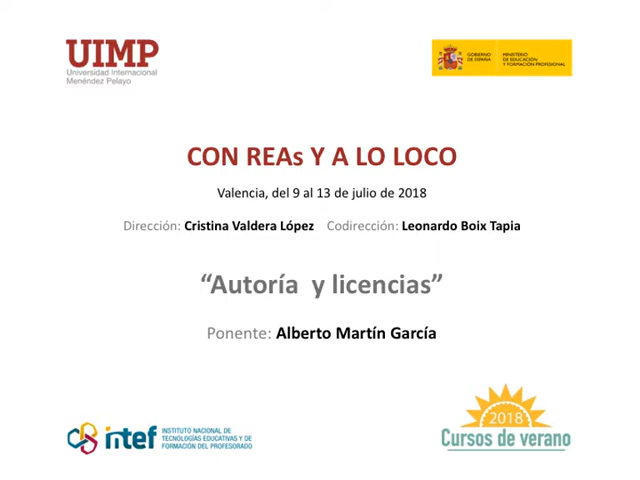 UIMP
Universidad Internacional
Menéndez Pelayo
GOBIERNO
DE ESPAÑA
MINISTERIO
DE EDUCACIÓN
Y FORMACIÓN PROFESIONAL
CON REAs Y A LO LOCO
Valencia, del 9 al 13 de julio de 2018
Dirección: Cristina Valdera López Codirección: Leonardo Boix Tapia
“Autoría y licencias”
Ponente: Alberto Martín García
intef
INSTITUTO NACIONAL DE
TECNOLOGÍAS EDUCATIVAS Y DE
FORMACIÓN DEL PROFESORADO
2018
Cursos de verano